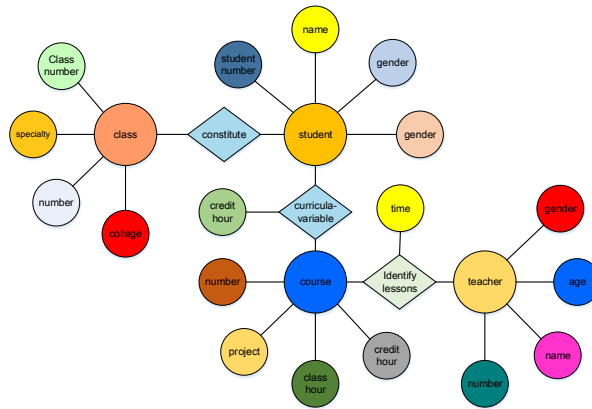 name
Class
number
student
number
gender
specialty
class
constitute
student
gender
number
credit
hour
curricula-
variable
time
gender
college
number
course
Identify
lessons
teacher
age
project
class
hour
credit
hour
name
number